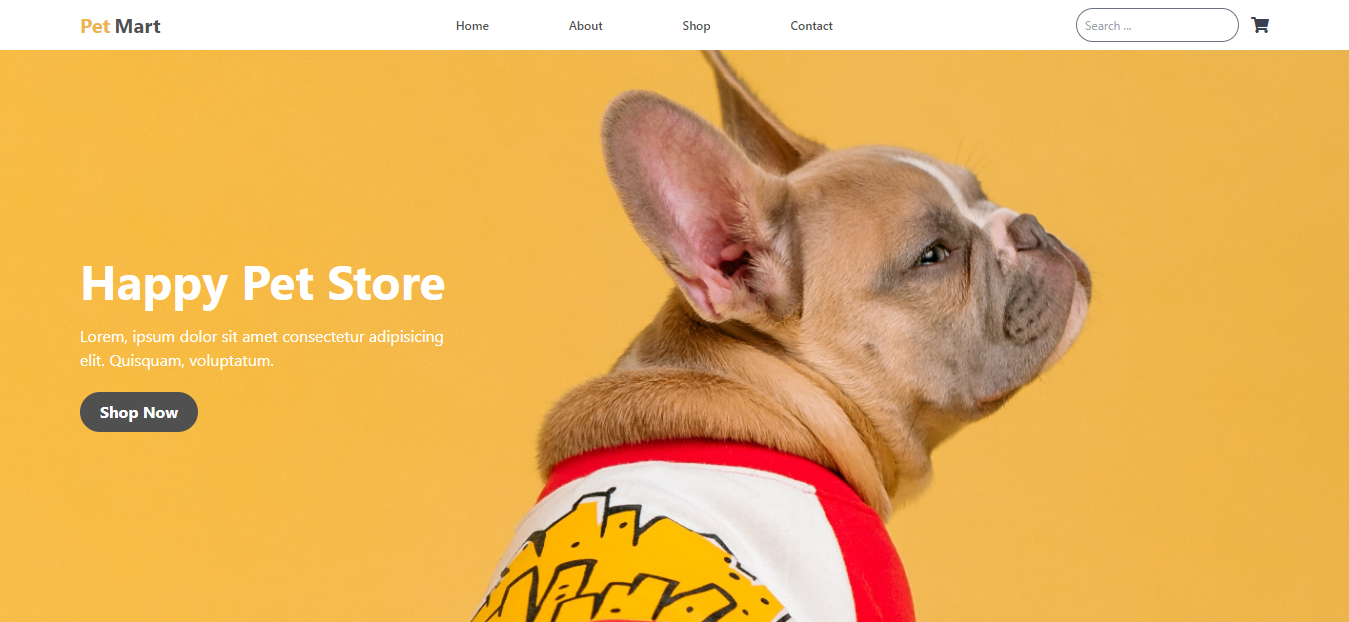 Pet Mart
Home
About
Shop
Contact
Search ...
Happy Pet Store
Lorem, ipsum dolor sit amet consectetur adipisicing
elit. Quisquam, voluptatum.
Shop Now